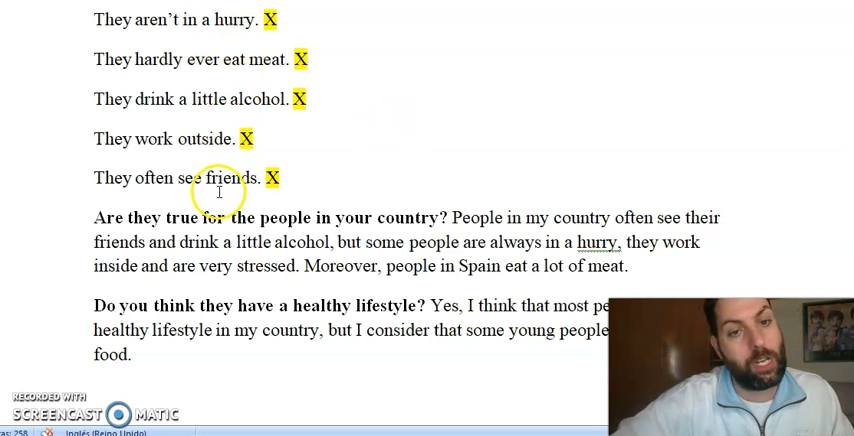 They aren't in a hurry. X
They hardly ever eat meat. X
They drink a little alcohol. X
They work outside. X
They often see friends. X
Are they true for the people in your country? People in my country often see their
friends and drink a little alcohol, but some people are always in a hurry, they work
inside and are very stressed. Moreover, people in Spain eat a lot of meat.
Do you think they have a healthy lifestyle? Yes, I think that most
healthy lifestyle in my country, but I consider that some young people
food.
RECORDED WITH
SCREENCAST MATIC
as: 258 Inglés (Reino Unido)